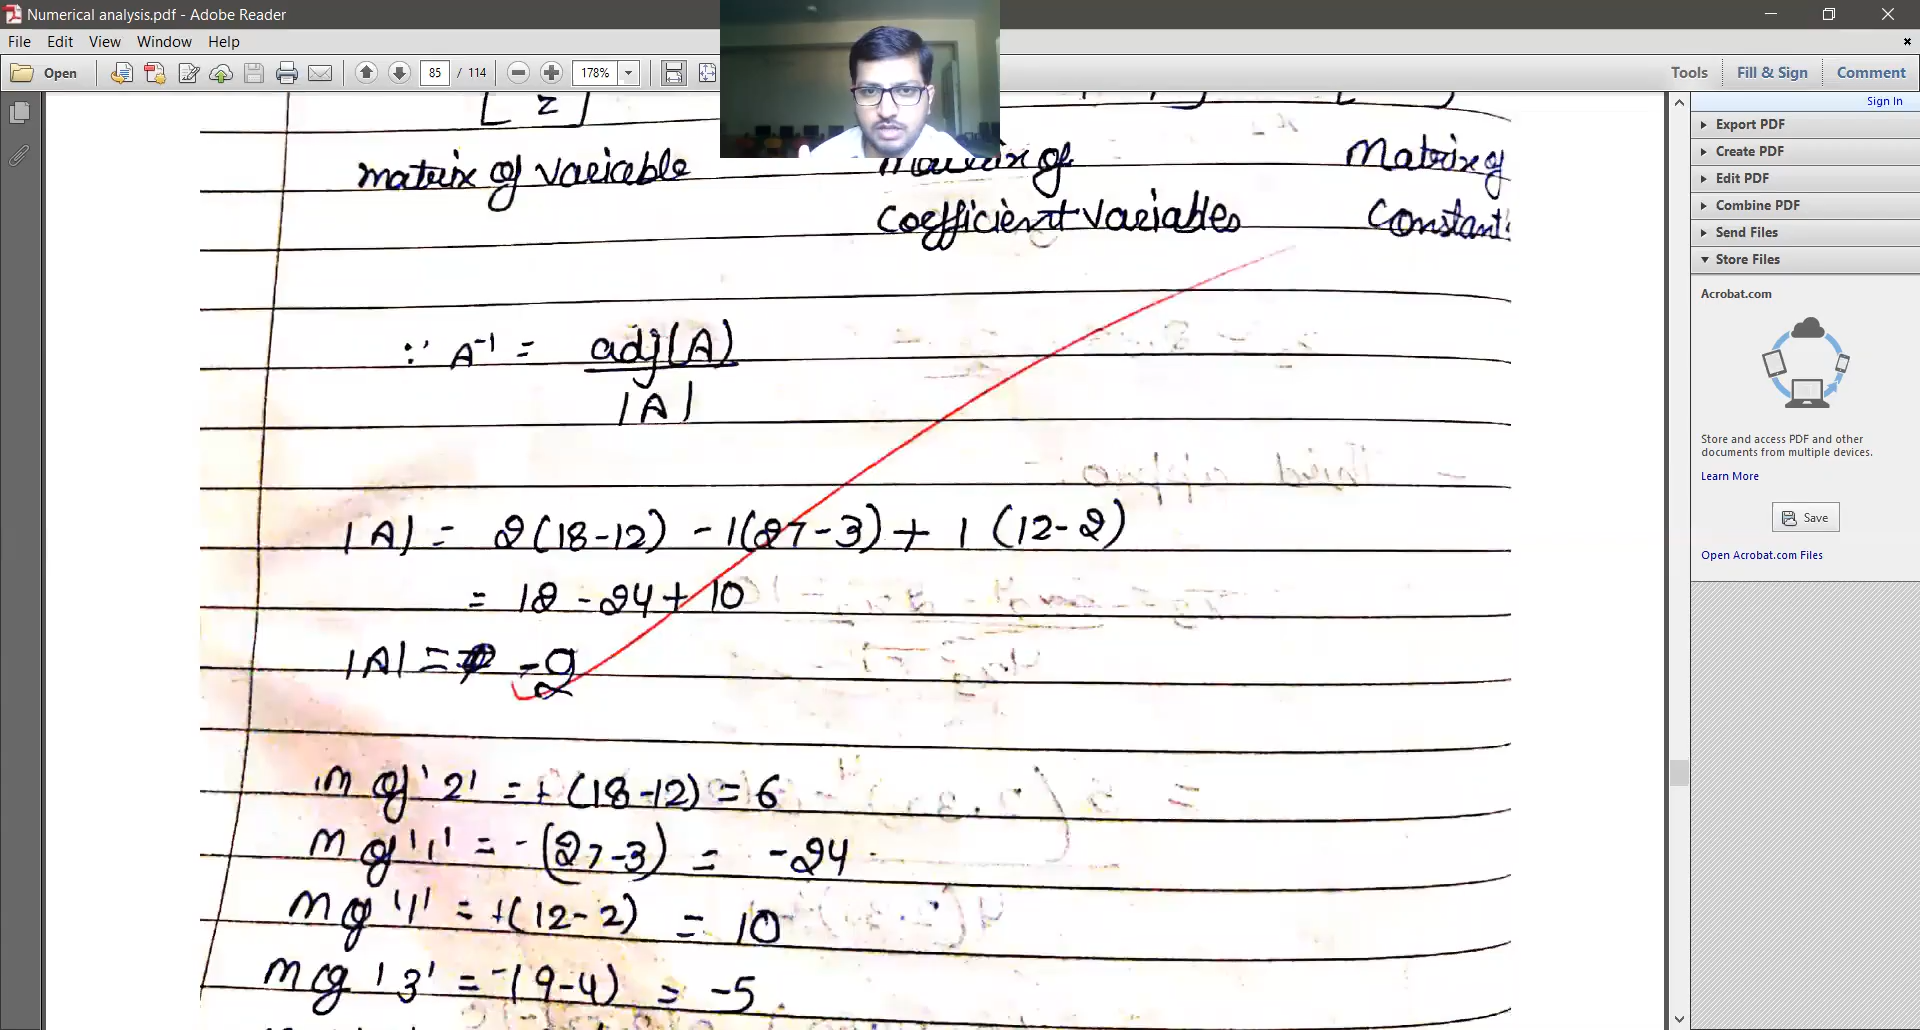 Numerical analysis.pdf - Adobe Reader
File Edit View Window Help
Open 85 / 114 178% Tools Fill & Sign Comment
Sign In
Export PDF
Create PDF
Edit PDF
Combine PDF
Send Files
Store Files
Acrobat.com
Store and access PDF and other
documents from multiple devices.
Learn More
Save
Open Acrobat.com Files
[ z ]
matrix of variable matrix of Matrix of
coefficient variables Constant
∵ A⁻¹ = adj(A)
|A|
|A| = 2(18-12) -1(27-3) + 1 (12-2)
= 12 - 24 + 10
|A| = -2
m of '2' = +(18-12) = 6
m of '1' = -(27-3) = -24
m of '1' = +(12-2) = 10
m of '3' = -(9-4) = -5